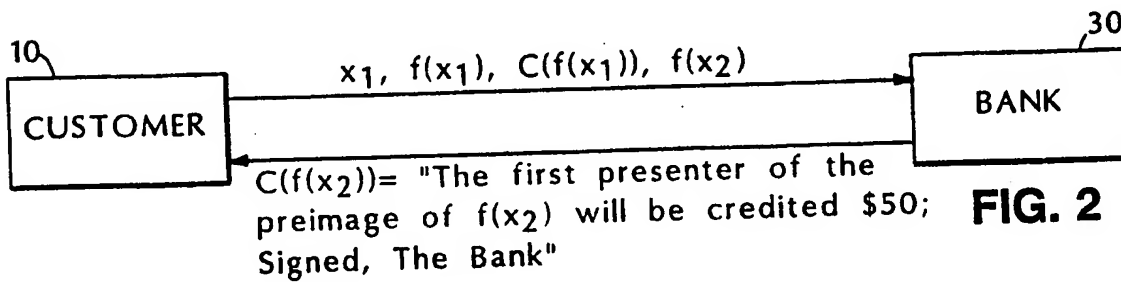 10
30
x1, f(x1), C(f(x1)), f(x2)
CUSTOMER
BANK
C(f(x2))= "The first presenter of the
preimage of f(x2) will be credited $50;
Signed, The Bank"
FIG. 2